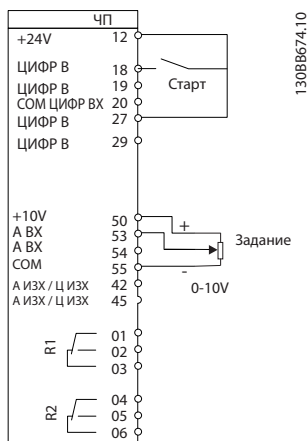 ЧП
+24V 12
ЦИФР В 18
ЦИФР В 19
COM ЦИФР ВХ 20
ЦИФР В 27
ЦИФР В 29
Старт
+10V 50
А ВХ 53
А ВХ 54
COM 55
А ИЗХ / Ц ИЗХ 42
А ИЗХ / Ц ИЗХ 45
+
-
Задание
0-10V
R1
01
02
03
R2
04
05
06
130BB674.10